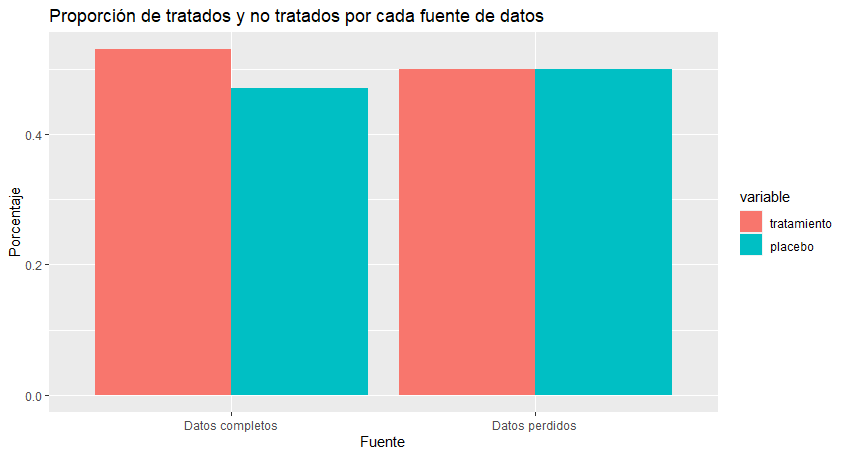 Proporción de tratados y no tratados por cada fuente de datos
Porcentaje
0.4
0.2
0.0
Datos completos
Datos perdidos
Fuente
variable
tratamiento
placebo